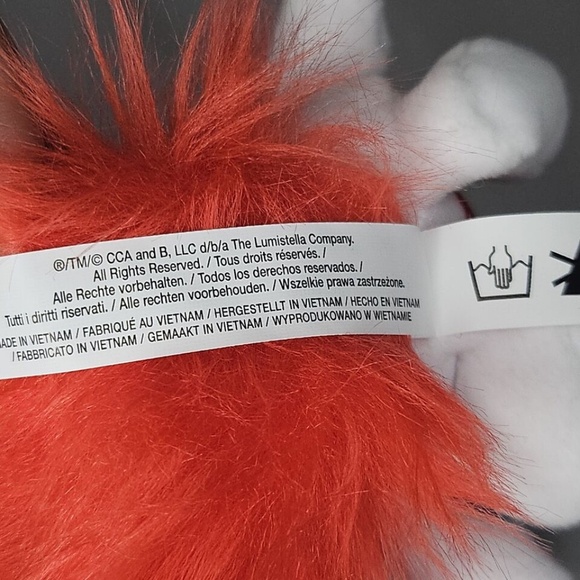 ®/TM/© CCA and B, LLC d/b/a The Lumistella Company.
All Rights Reserved. / Tous droits réservés. /
Alle Rechte vorbehalten. / Todos los derechos reservados. /
Tutti i diritti riservati. / Alle rechten voorbehouden. / Wszelkie prawa zastrzeżone.
MADE IN VIETNAM / FABRIQUÉ AU VIETNAM / HERGESTELLT IN VIETNAM / HECHO EN VIETNAM
/ FABBRICATO IN VIETNAM / GEMAAKT IN VIETNAM / WYPRODUKOWANO W WIETNAMIE